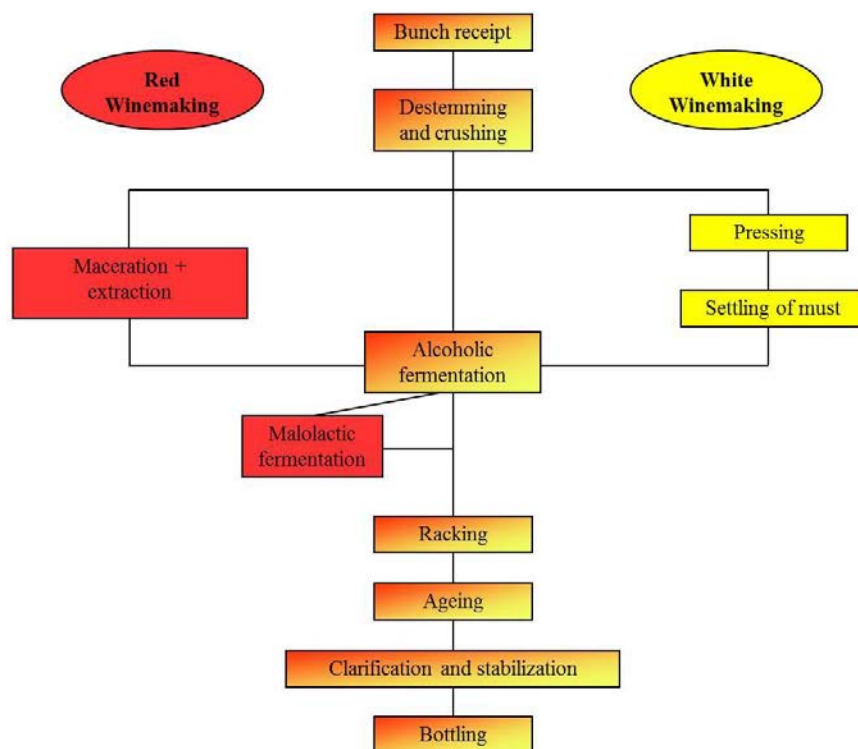 Bunch receipt
Red
Winemaking
White
Winemaking
Destemming
and crushing
Pressing
Maceration +
extraction
Settling of must
Alcoholic
fermentation
Malolactic
fermentation
Racking
Ageing
Clarification and stabilization
Bottling